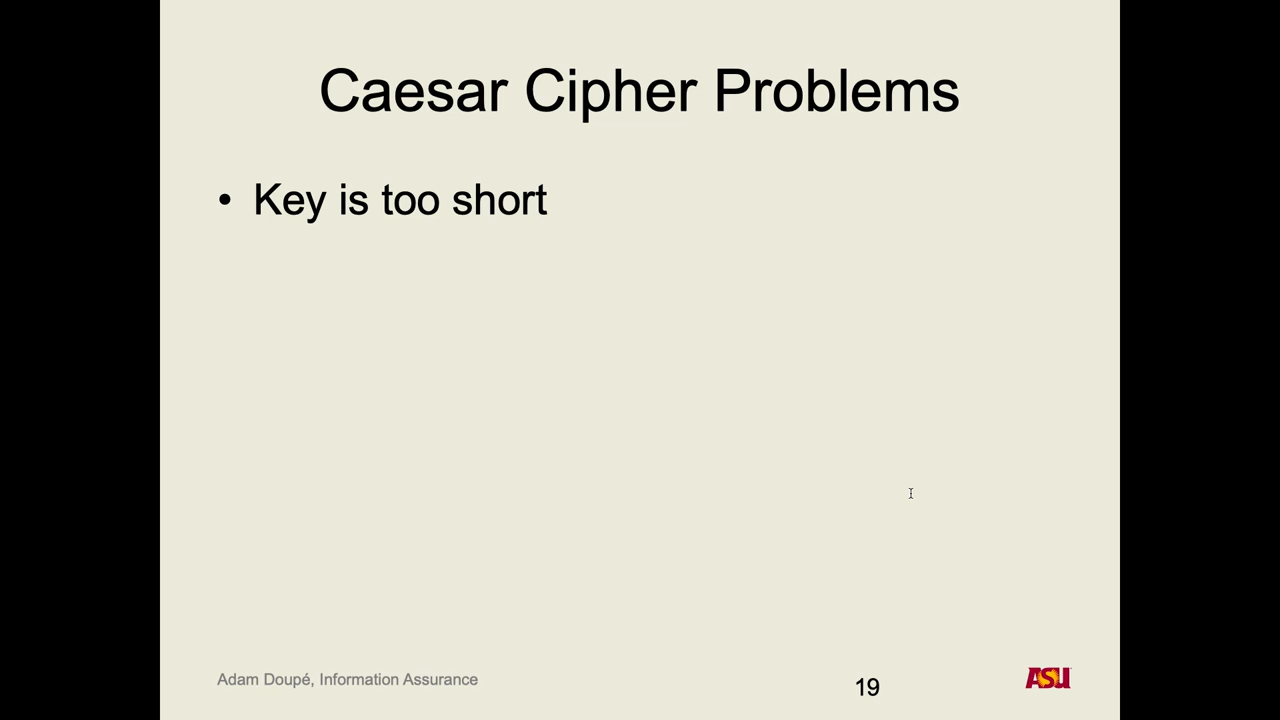 Caesar Cipher Problems
• Key is too short
Adam Doupé, Information Assurance
19
ASU